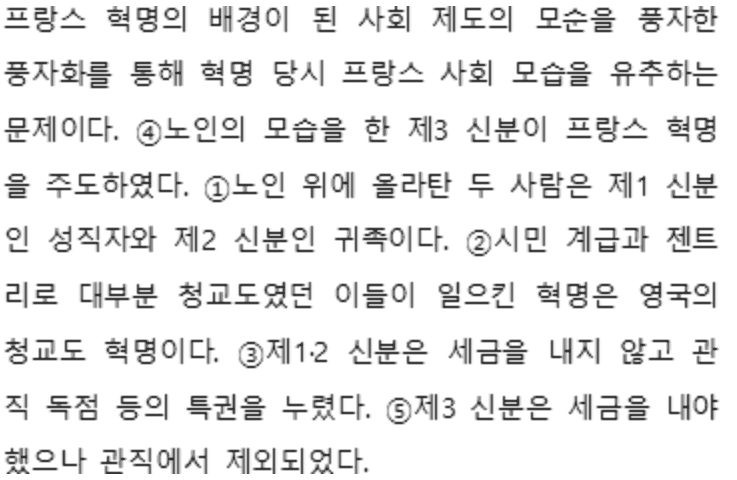 프랑스 혁명의 배경이 된 사회 제도의 모순을 풍자한
풍자화를 통해 혁명 당시 프랑스 사회 모습을 유추하는
문제이다. ④노인의 모습을 한 제3 신분이 프랑스 혁명
을 주도하였다. ①노인 위에 올라탄 두 사람은 제1 신분
인 성직자와 제2 신분인 귀족이다. ②시민 계급과 젠트
리로 대부분 청교도였던 이들이 일으킨 혁명은 영국의
청교도 혁명이다. ③제1·2 신분은 세금을 내지 않고 관
직 독점 등의 특권을 누렸다. ⑤제3 신분은 세금을 내야
했으나 관직에서 제외되었다.